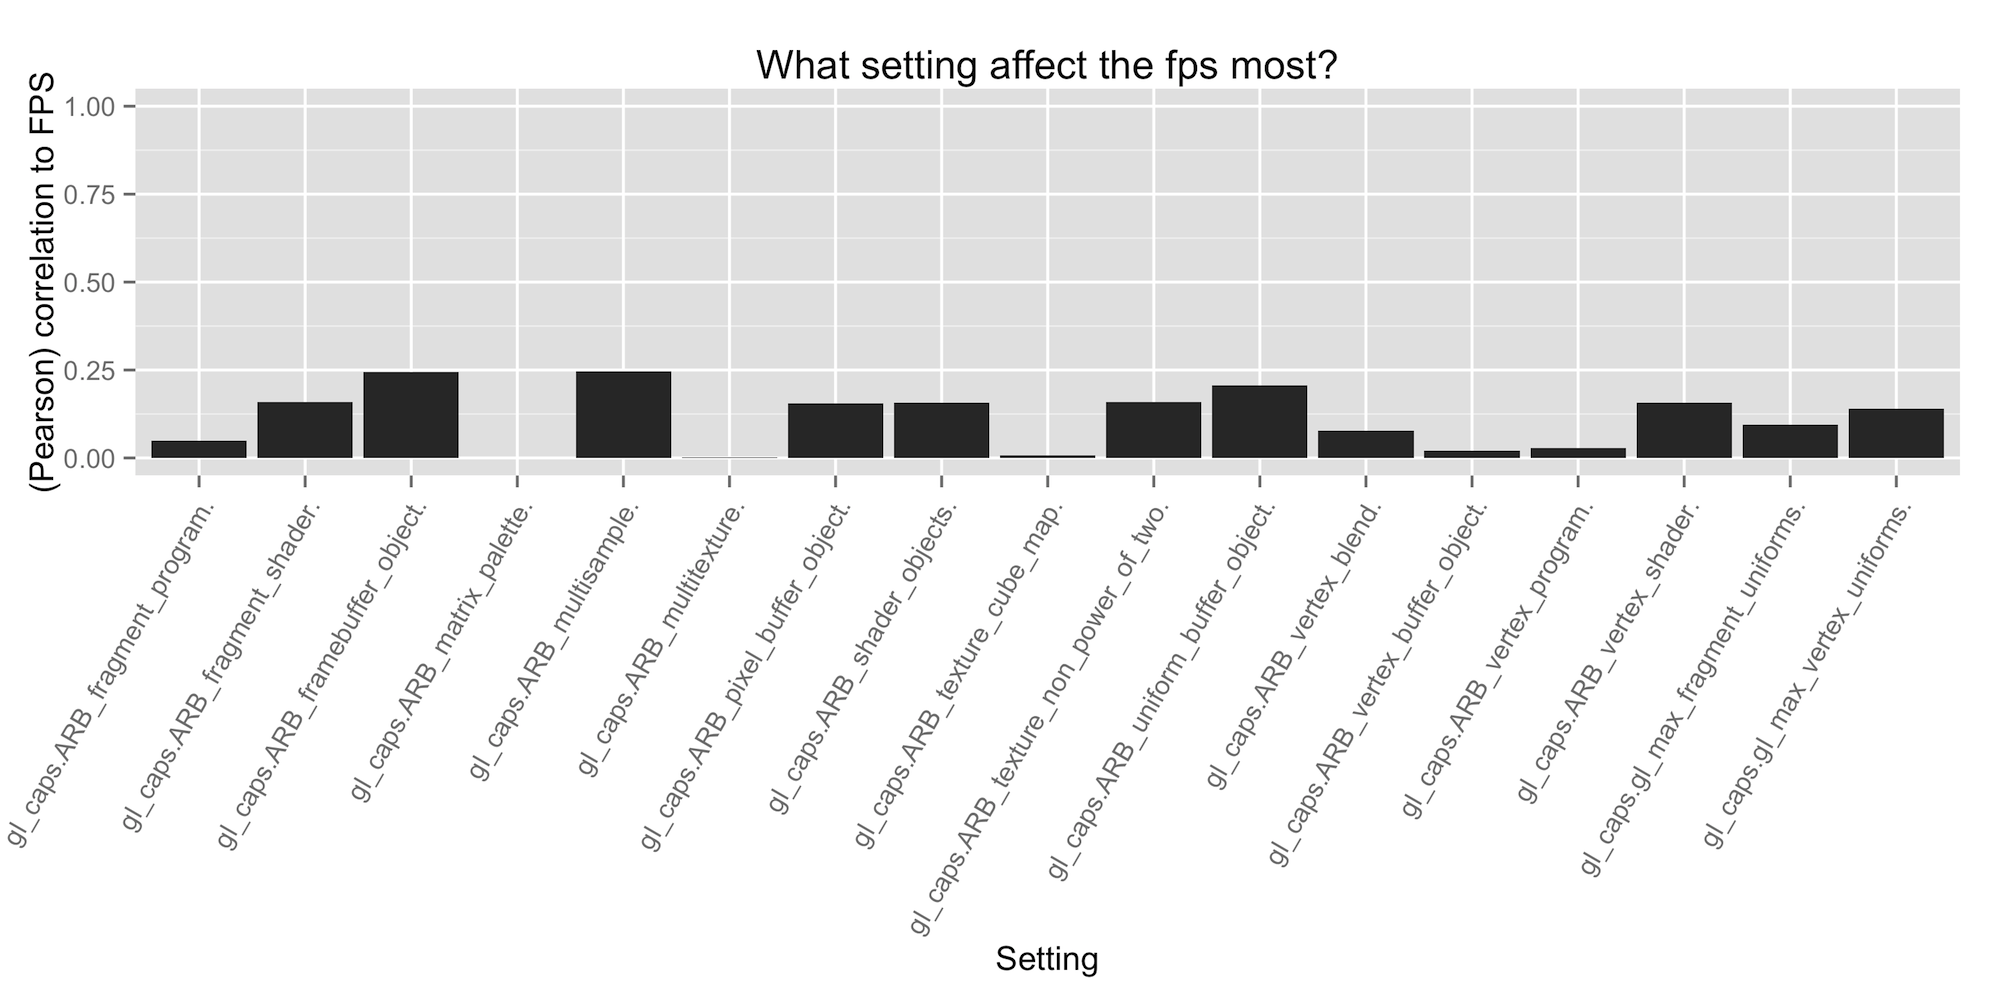 What setting affect the fps most?
(Pearson) correlation to FPS
1.00
0.75
0.50
0.25
0.00
gl_caps.ARB_fragment_program.
gl_caps.ARB_fragment_shader.
gl_caps.ARB_framebuffer_object.
gl_caps.ARB_matrix_palette.
gl_caps.ARB_multisample.
gl_caps.ARB_multitexture.
gl_caps.ARB_pixel_buffer_object.
gl_caps.ARB_shader_objects.
gl_caps.ARB_texture_cube_map.
gl_caps.ARB_texture_non_power_of_two.
gl_caps.ARB_uniform_buffer_object.
gl_caps.ARB_vertex_blend.
gl_caps.ARB_vertex_buffer_object.
gl_caps.ARB_vertex_program.
gl_caps.ARB_vertex_shader.
gl_caps.gl_max_fragment_uniforms.
gl_caps.gl_max_vertex_uniforms.
Setting